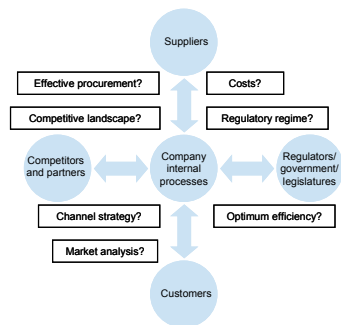 Suppliers
Effective procurement?
Costs?
Competitive landscape?
Regulatory regime?
Competitors
and partners
Company
internal
processes
Regulators/
government/
legislatures
Channel strategy?
Optimum efficiency?
Market analysis?
Customers